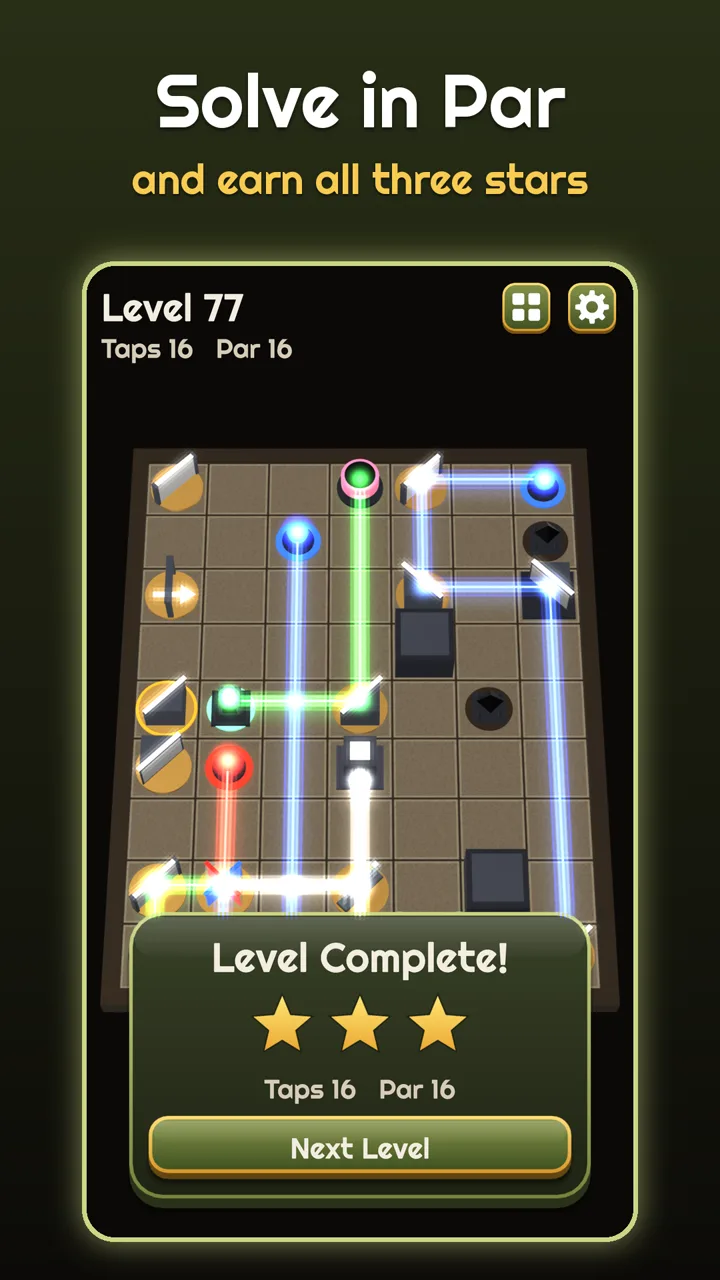 Solve in Par
and earn all three stars
Level 77
Taps 16 Par 16
Level Complete!
Taps 16 Par 16
Next Level